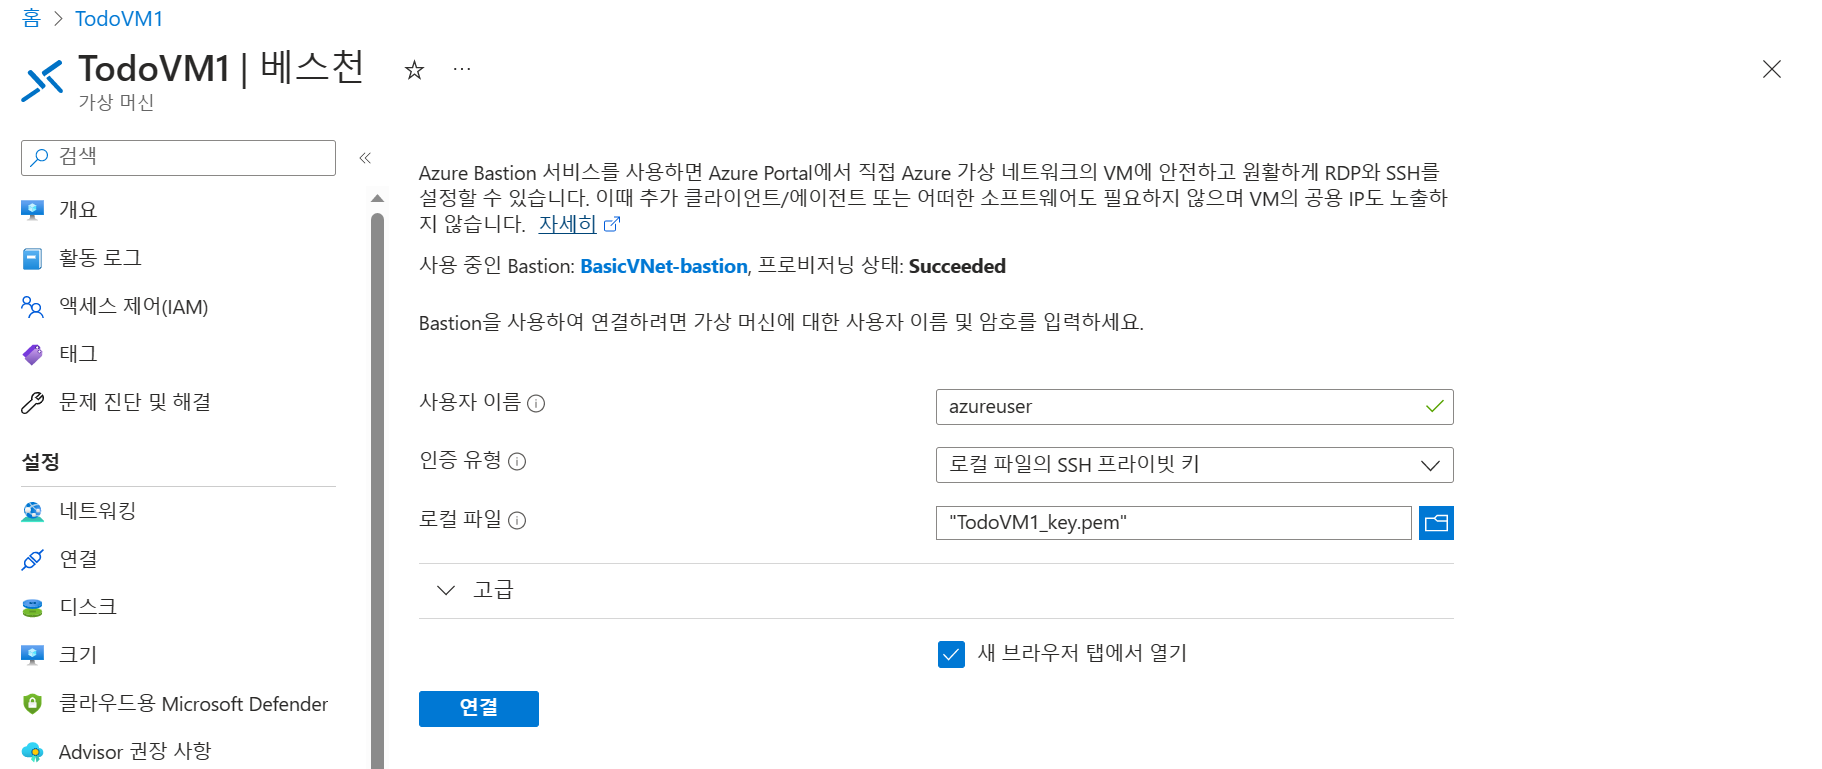 홈 > TodoVM1
TodoVM1 | 베스천
가상 머신
검색
개요
활동 로그
액세스 제어(IAM)
태그
문제 진단 및 해결
설정
네트워킹
연결
디스크
크기
클라우드용 Microsoft Defender
Advisor 권장 사항
Azure Bastion 서비스를 사용하면 Azure Portal에서 직접 Azure 가상 네트워크의 VM에 안전하고 원활하게 RDP와 SSH를
설정할 수 있습니다. 이때 추가 클라이언트/에이전트 또는 어떠한 소프트웨어도 필요하지 않으며 VM의 공용 IP도 노출하
지 않습니다. 자세히
사용 중인 Bastion: BasicVNet-bastion, 프로비저닝 상태: Succeeded
Bastion을 사용하여 연결하려면 가상 머신에 대한 사용자 이름 및 암호를 입력하세요.
사용자 이름
azureuser
인증 유형
로컬 파일의 SSH 프라이빗 키
로컬 파일
"TodoVM1_key.pem"
고급
새 브라우저 탭에서 열기
연결